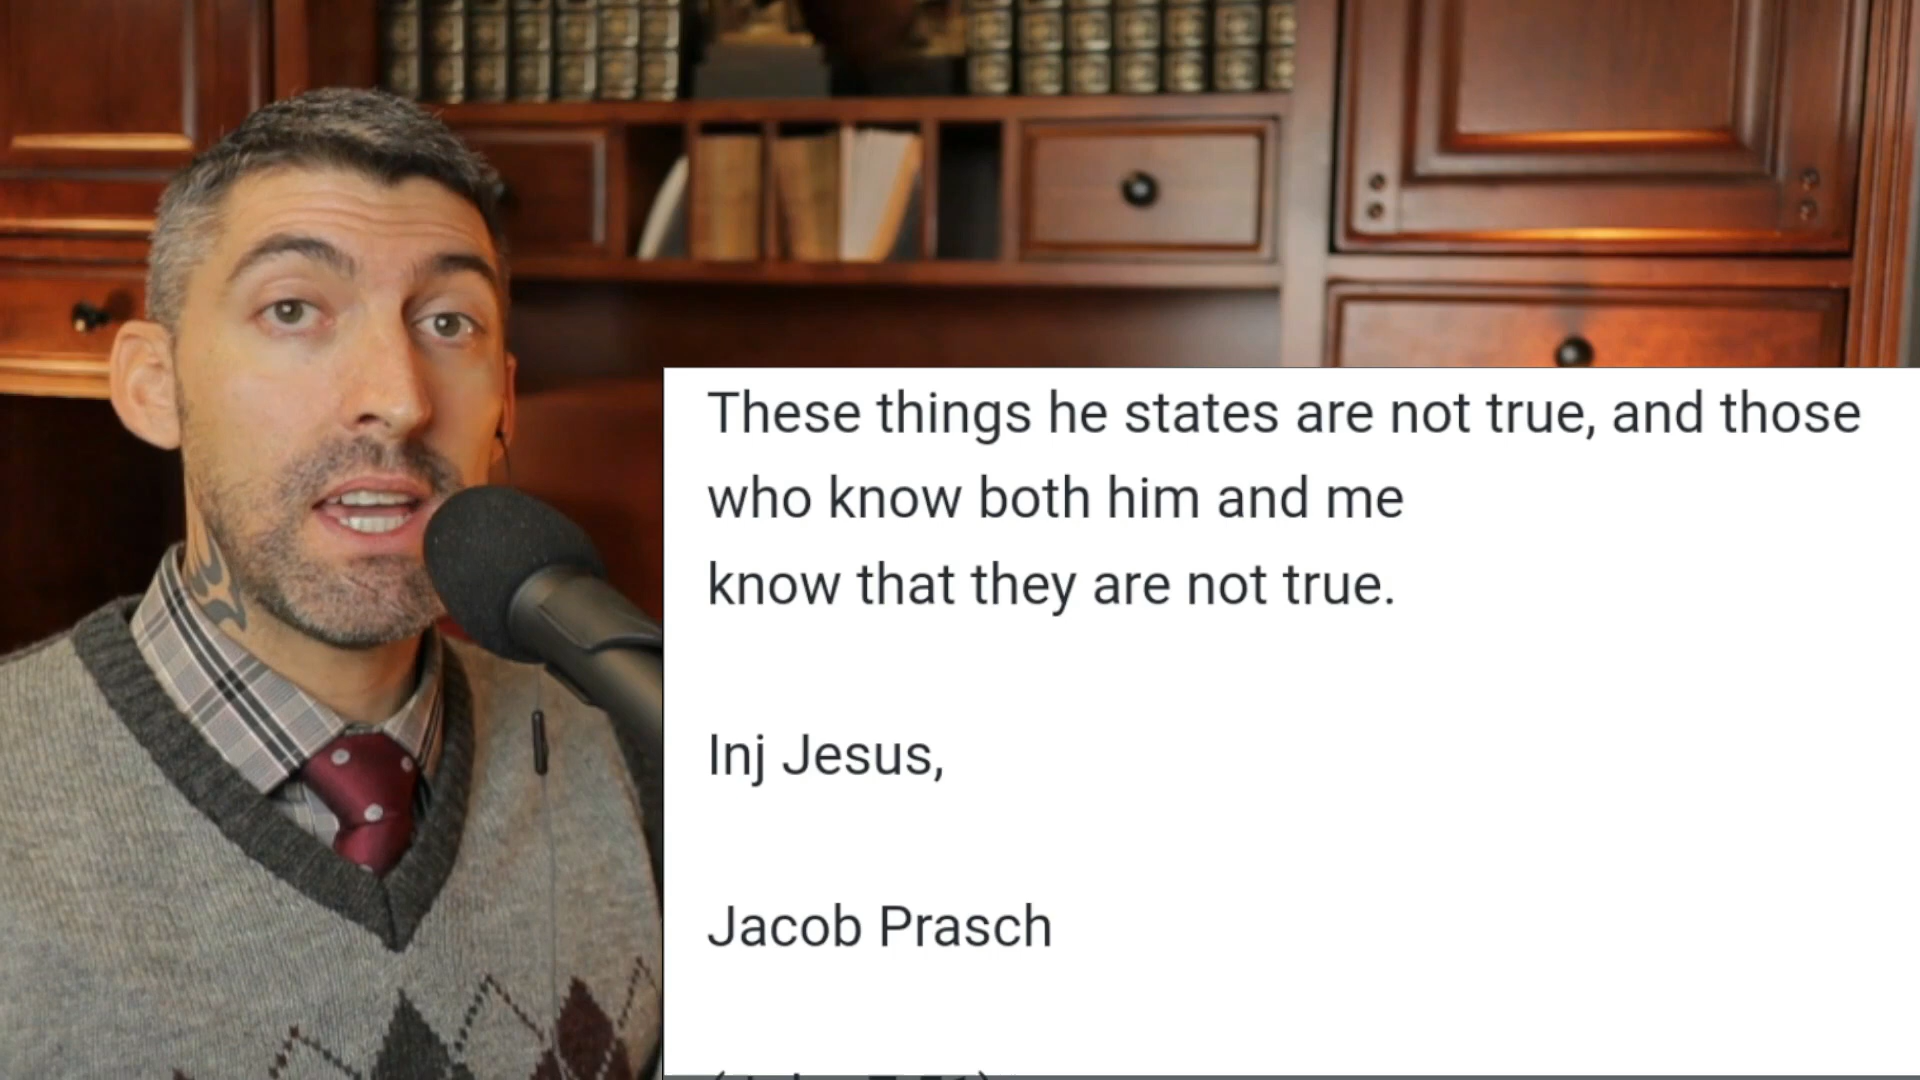 These things he states are not true, and those
who know both him and me
know that they are not true.
Inj Jesus,
Jacob Prasch